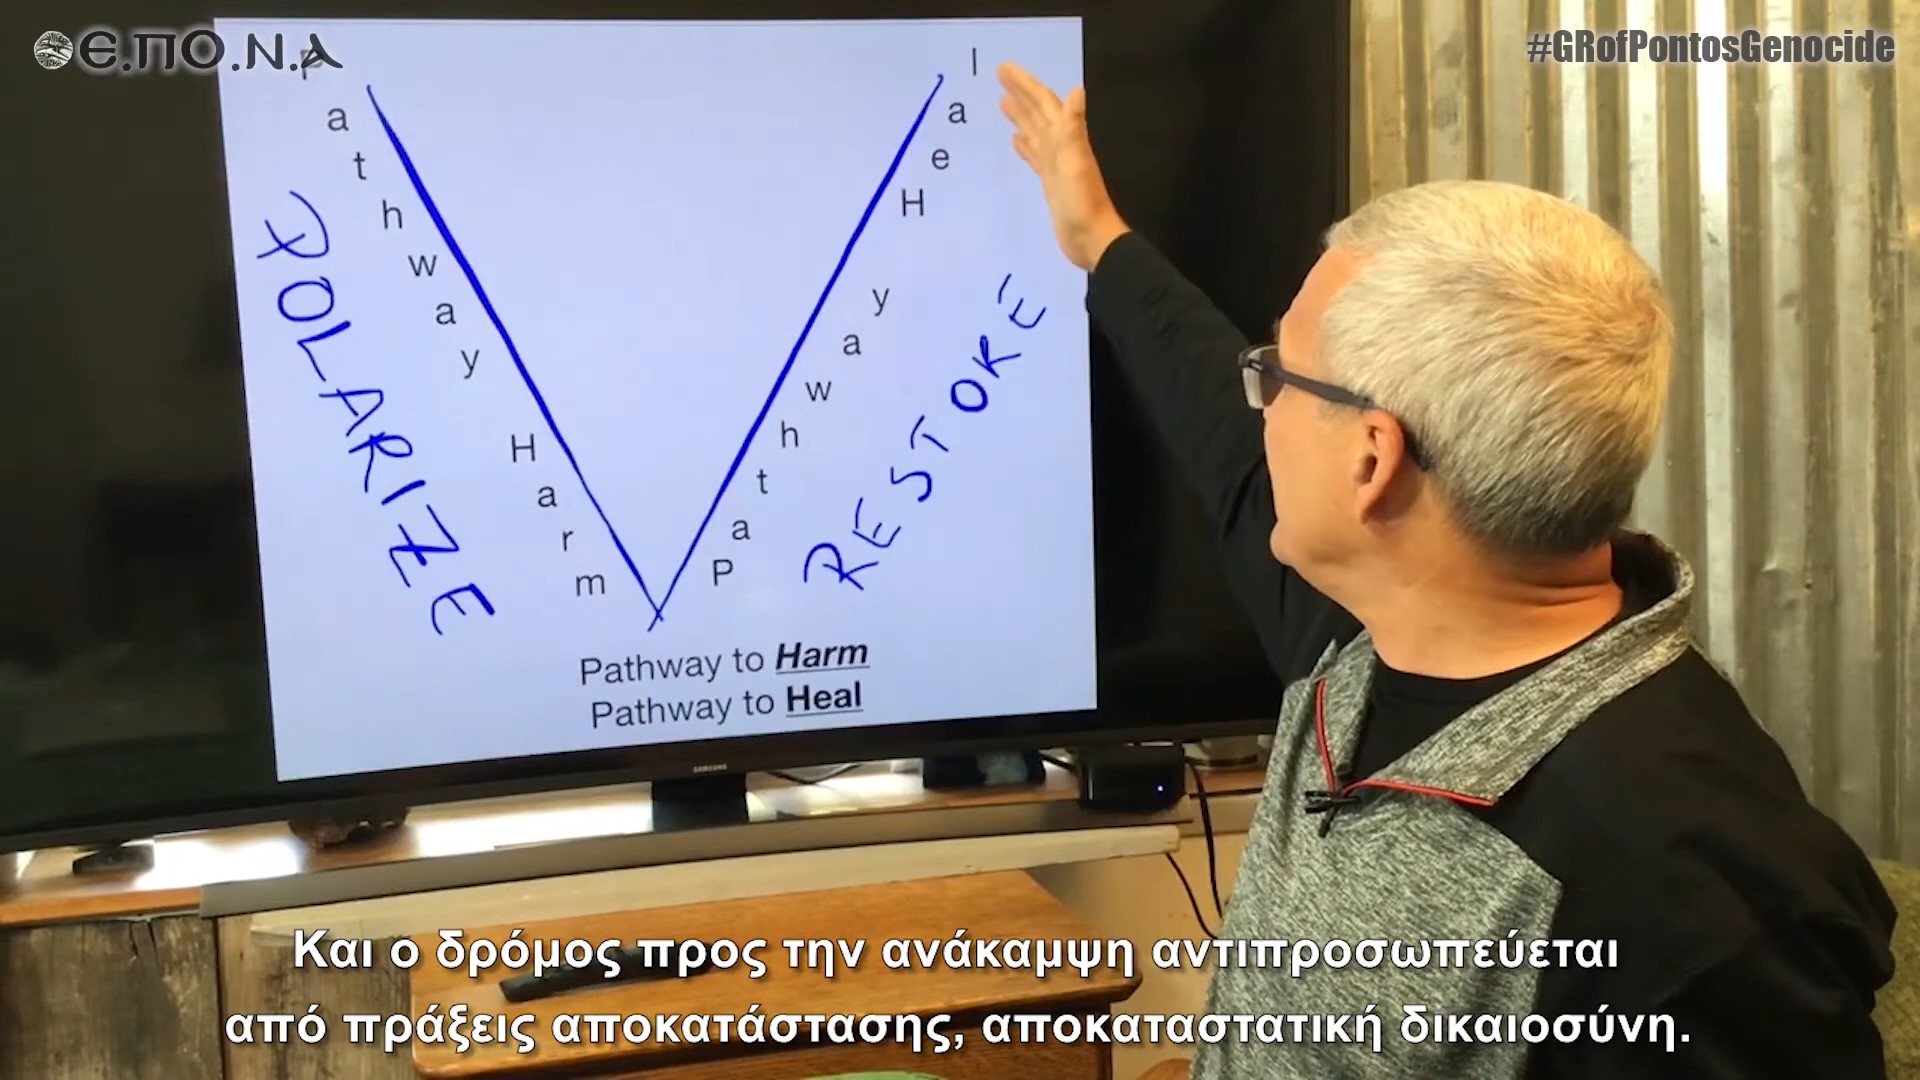 Ε.ΠΟ.Ν.Α
#GRofPontosGenocide
Pathway Harm
POLARIZE
Pathway Heal
RESTORE
Pathway to Harm
Pathway to Heal
SAMSUNG
Και ο δρόμος προς την ανάκαμψη αντιπροσωπεύεται
από πράξεις αποκατάστασης, αποκαταστατική δικαιοσύνη.